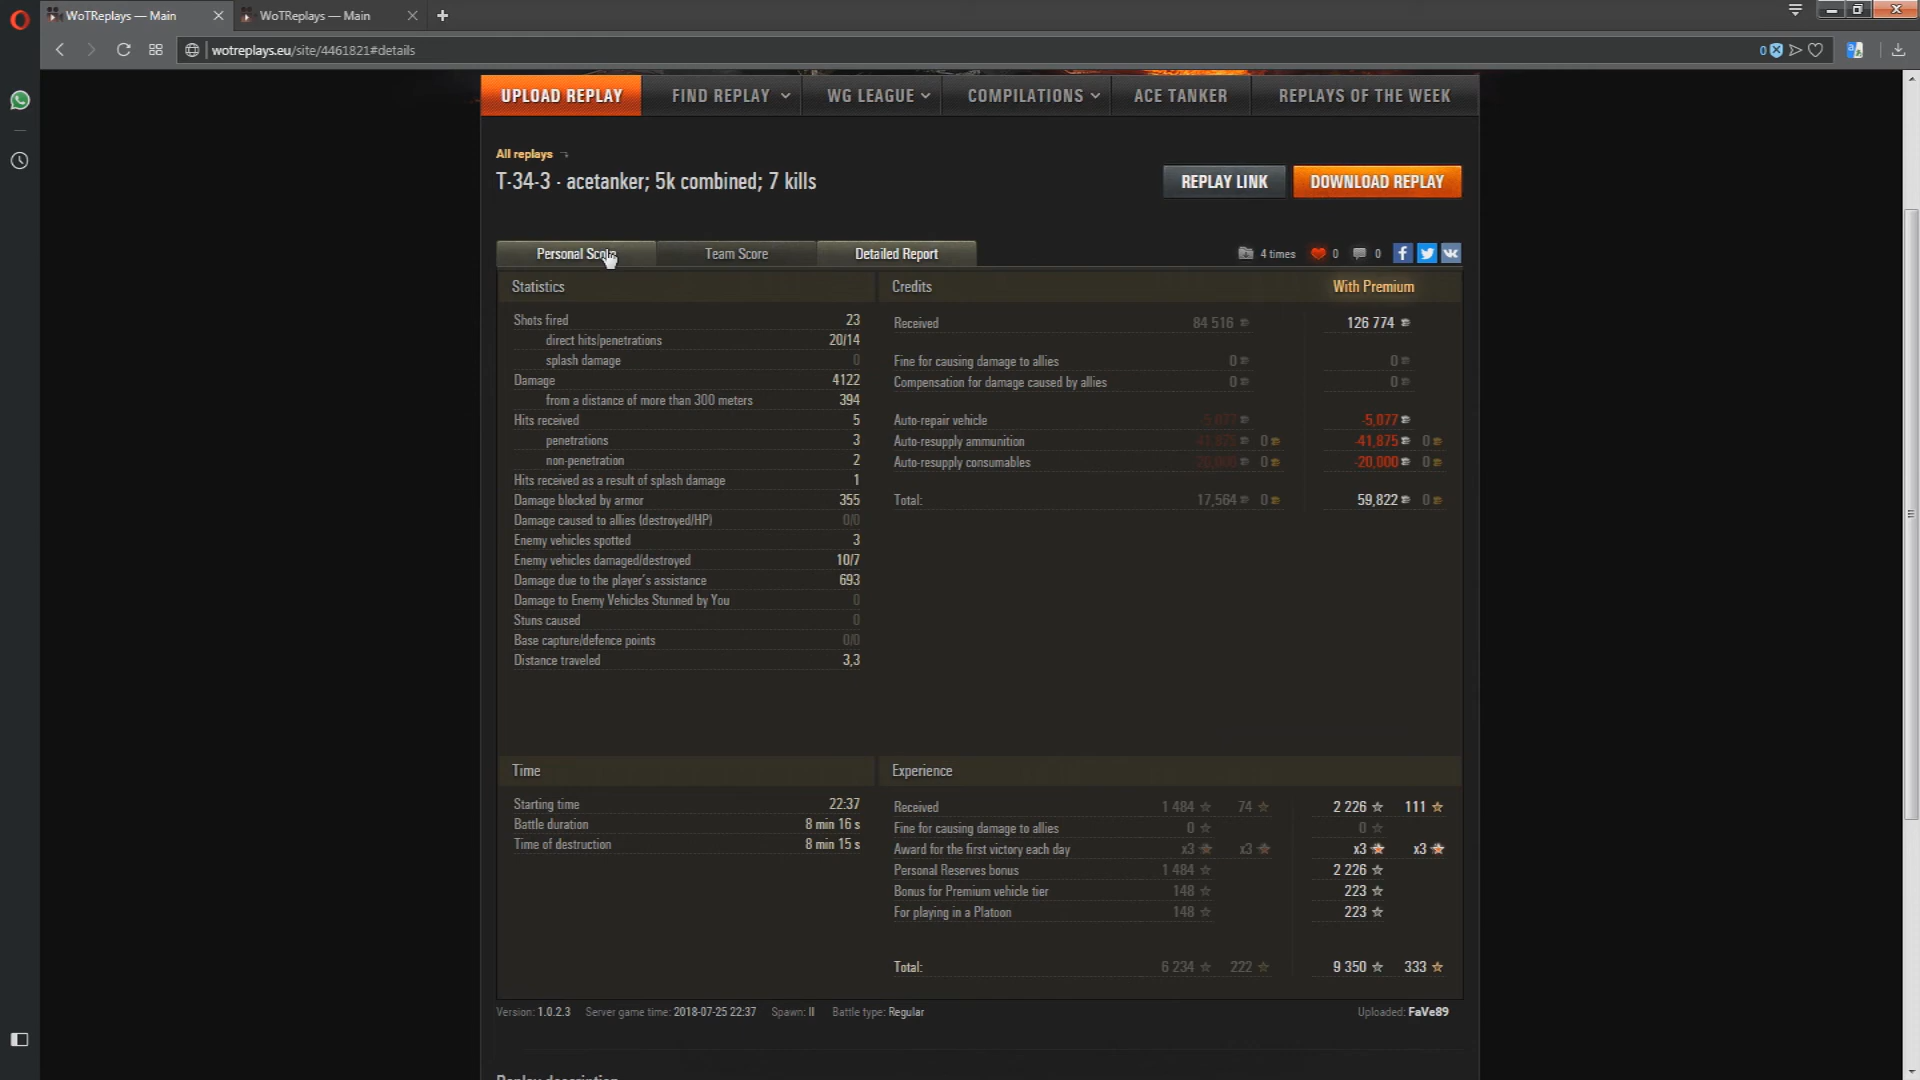 WoTReplays — Main
WoTReplays — Main
wotreplays.eu/site/4461821#details
0
UPLOAD REPLAY
FIND REPLAY
WG LEAGUE
COMPILATIONS
ACE TANKER
REPLAYS OF THE WEEK
All replays
T-34-3 - acetanker; 5k combined; 7 kills
REPLAY LINK
DOWNLOAD REPLAY
Personal Score
Team Score
Detailed Report
4 times
0
0
Statistics
Shots fired 23
direct hits/penetrations 20/14
splash damage 0
Damage 4122
from a distance of more than 300 meters 394
Hits received 5
penetrations 3
non-penetration 2
Hits received as a result of splash damage 1
Damage blocked by armor 355
Damage caused to allies (destroyed/HP) 0/0
Enemy vehicles spotted 3
Enemy vehicles damaged/destroyed 10/7
Damage due to the player's assistance 693
Damage to Enemy Vehicles Stunned by You 0
Stuns caused 0
Base capture/defence points 0/0
Distance traveled 3,3
Credits With Premium
Received 84 516 126 774
Fine for causing damage to allies 0 0
Compensation for damage caused by allies 0 0
Auto-repair vehicle -5,077 -5,077
Auto-resupply ammunition -41,875 0 -41,875 0
Auto-resupply consumables -20,000 0 -20,000 0
Total: 17,564 0 59,822 0
Time
Starting time 22:37
Battle duration 8 min 16 s
Time of destruction 8 min 15 s
Experience
Received 1 484 74 2 226 111
Fine for causing damage to allies 0 0
Award for the first victory each day x3 x3 x3 x3
Personal Reserves bonus 1 484 2 226
Bonus for Premium vehicle tier 148 223
For playing in a Platoon 148 223
Total: 6 234 222 9 350 333
Version: 1.0.2.3 Server game time: 2018-07-25 22:37 Spawn: II Battle type: Regular Uploaded: FaVe89
Replay description